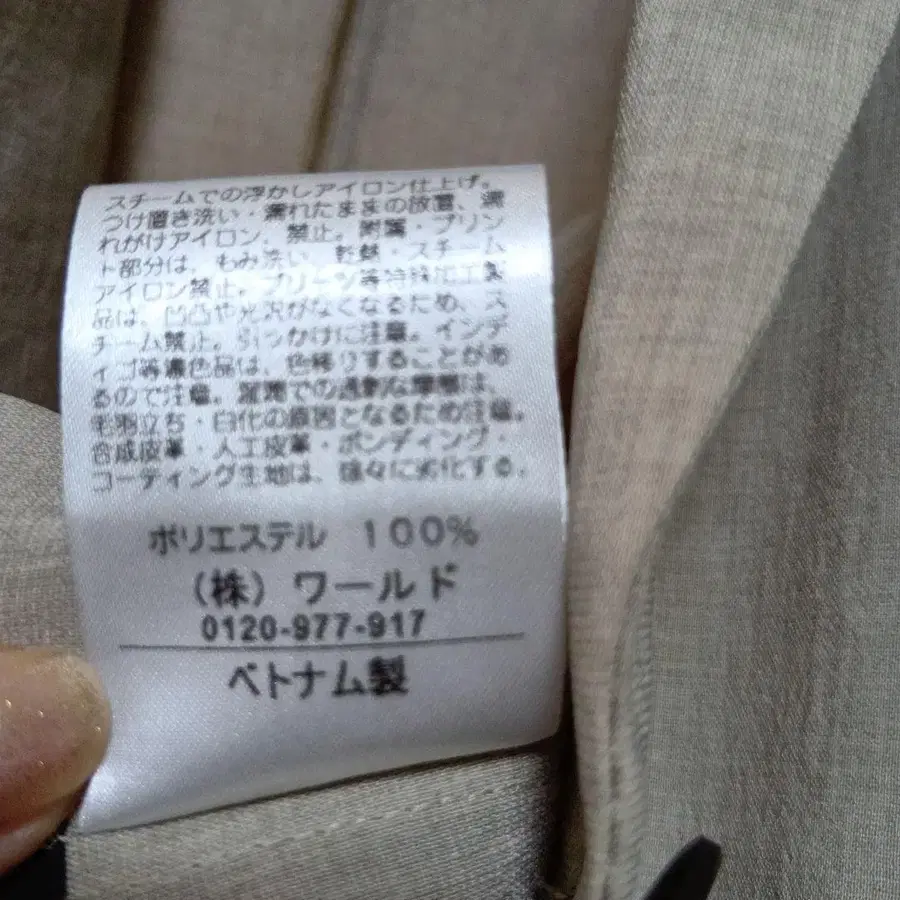 スチームでの浮かしアイロン仕上げ。
つけ置き洗い・濡れたままの放置、濡
れがけアイロン、禁止。附属・プリン
ト部分は、もみ洗い・乾燥・スチーム
アイロン禁止。プリーツ等特殊加工製
品は、凹凸や光沢がなくなるため、ス
チーム禁止。引っかけに注意。インデ
ィゴ等濃色品は、色移りすることがあ
るので注意。着用での過剰な摩擦は、
毛羽立ち・白化の原因となるため注意。
合成皮革・人工皮革・ボンディング・
コーティング生地は、徐々に劣化する。
ポリエステル 100%
(株) ワールド
0120-977-917
ベトナム製